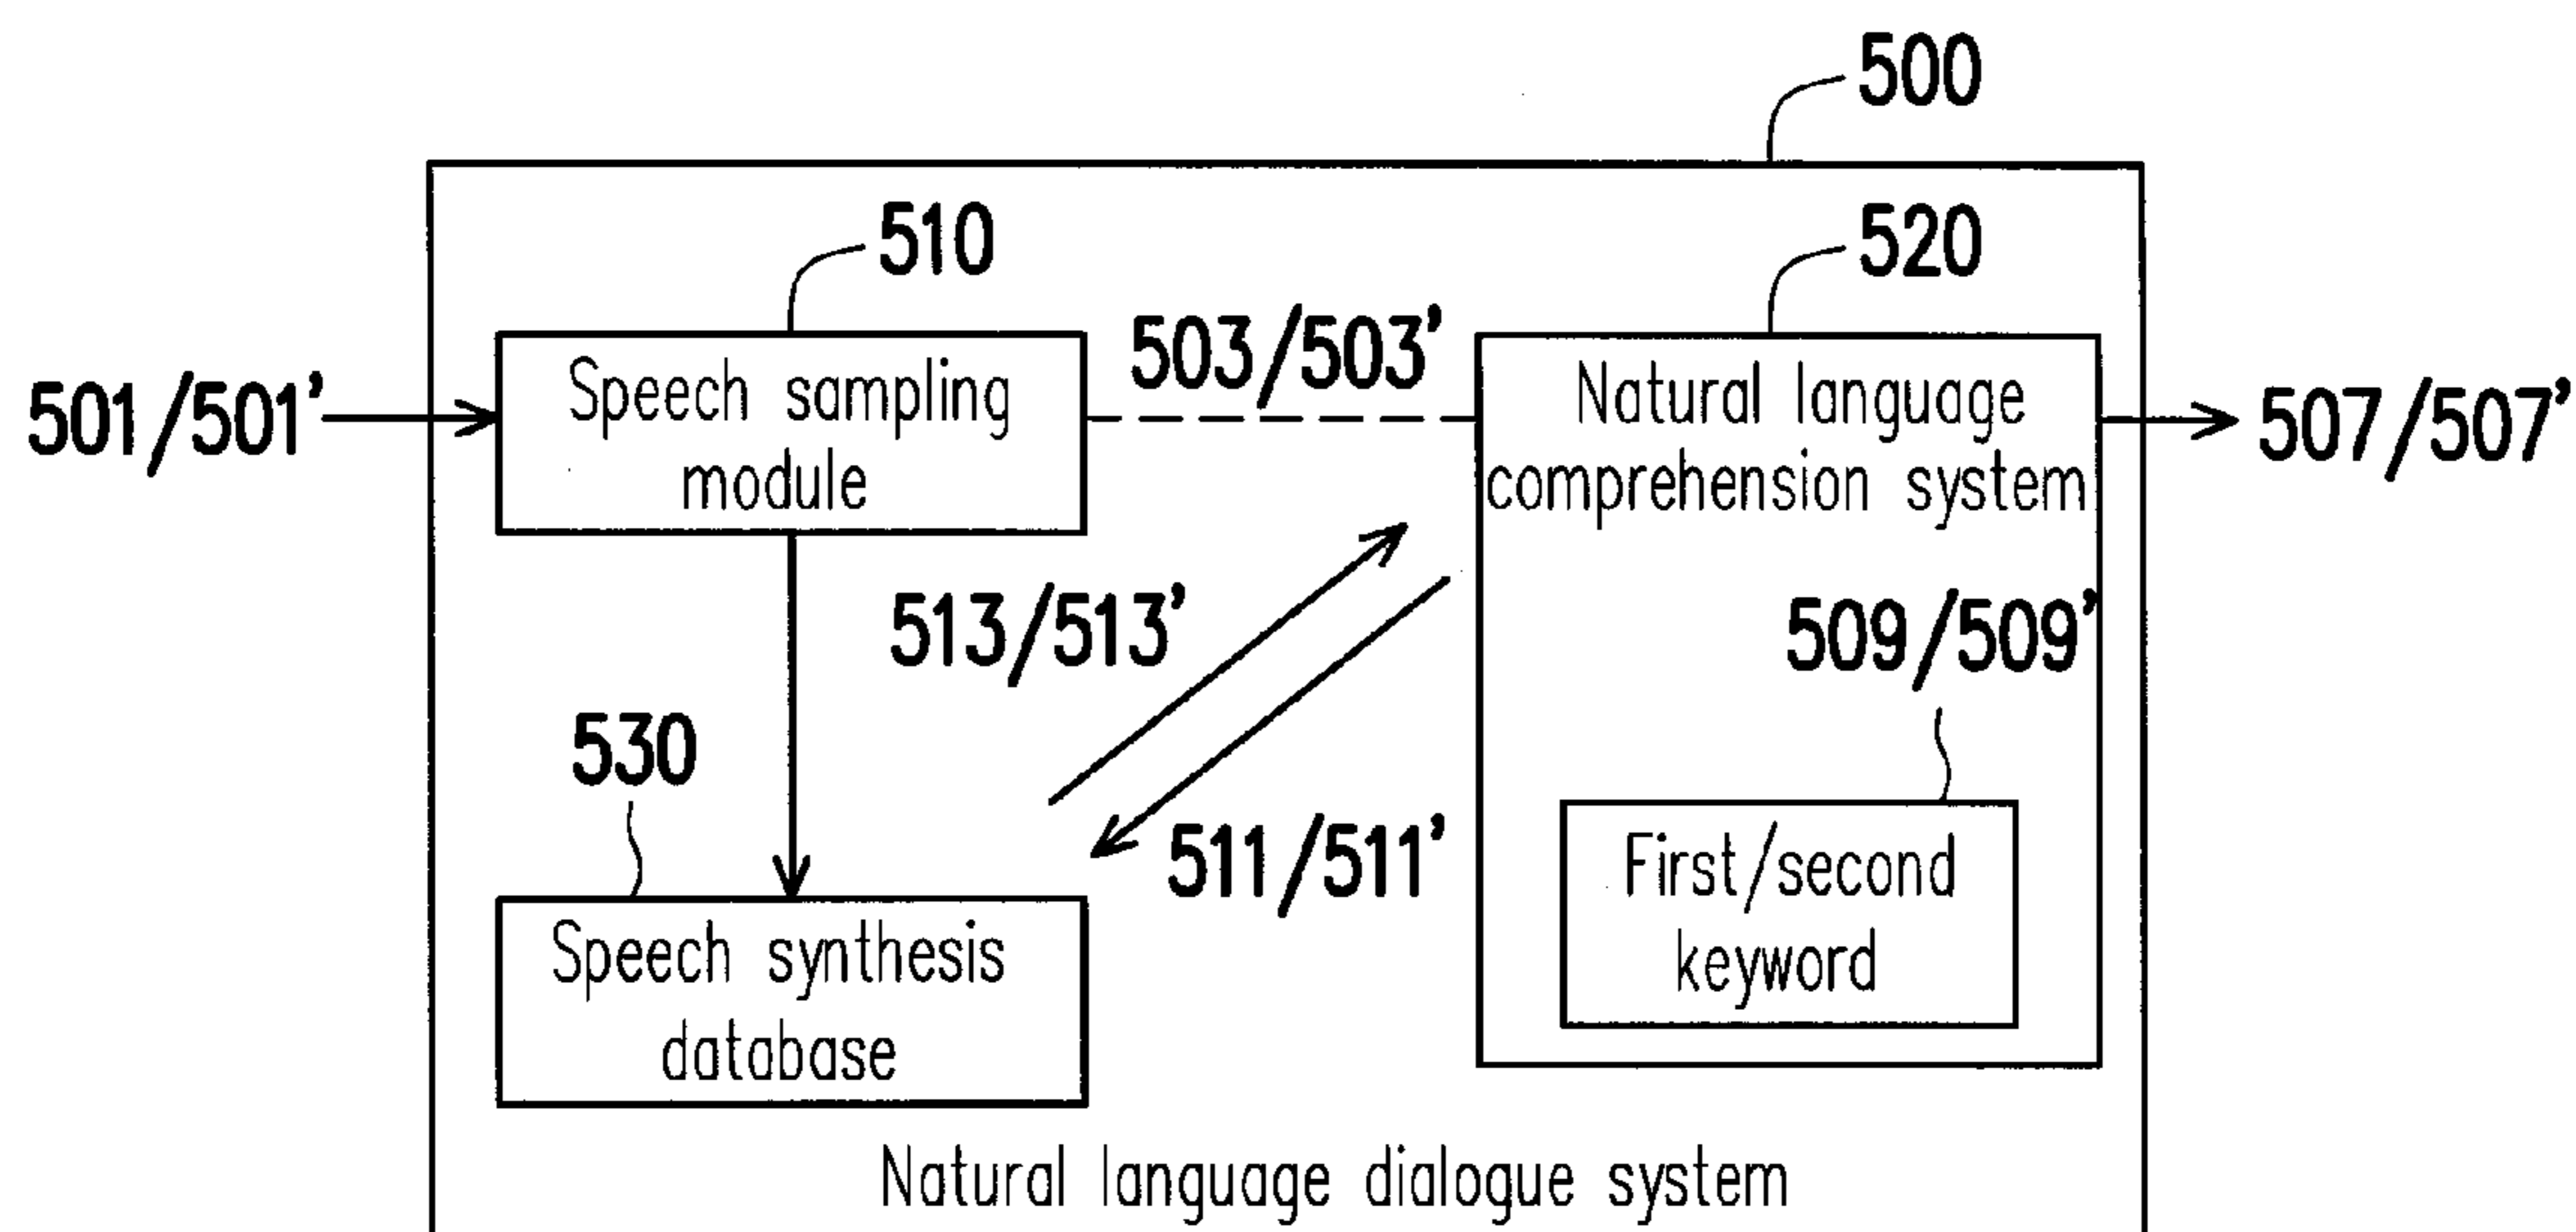 500
510
520
501/501'
503/503'
507/507'
Speech sampling
module
Natural language
comprehension system
513/513'
509/509'
530
511/511'
First/second
keyword
Speech synthesis
database
Natural language dialogue system